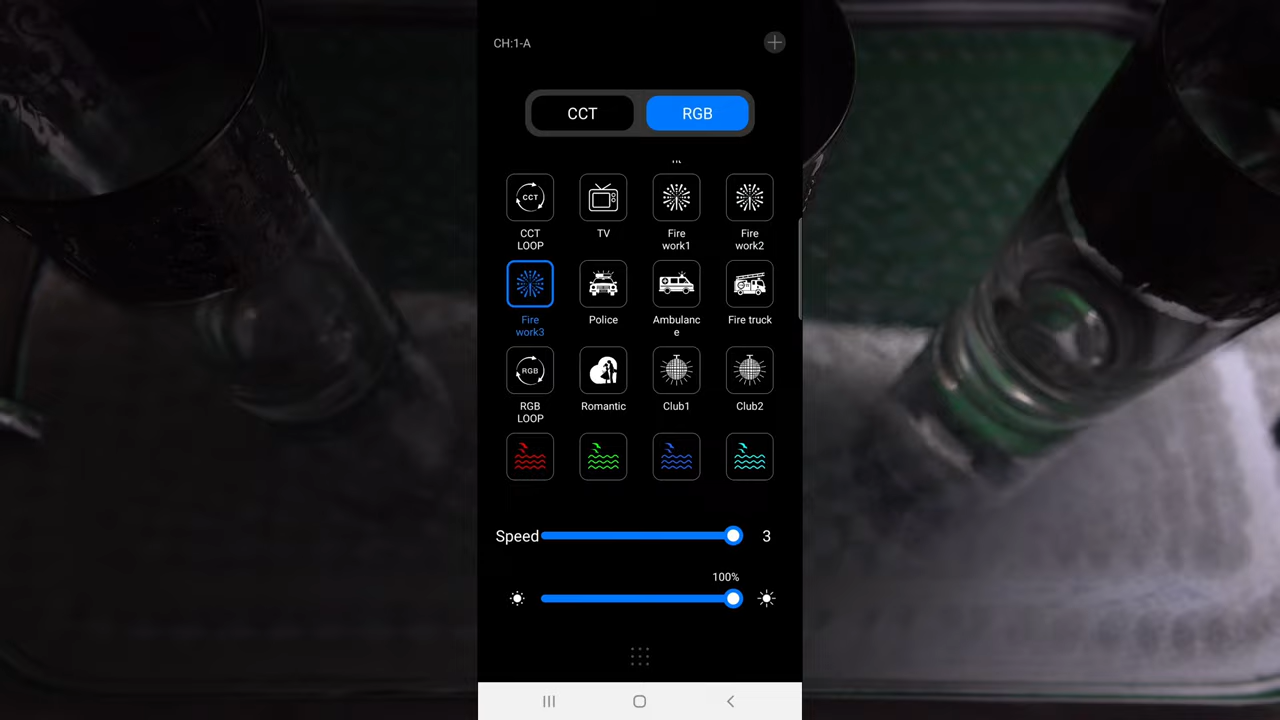 CH:1-A
CCT
RGB
CCT
CCT
LOOP
TV
Fire
work1
Fire
work2
Fire
work3
Police
Ambulanc
e
Fire truck
RGB
RGB
LOOP
Romantic
Club1
Club2
Speed
3
100%